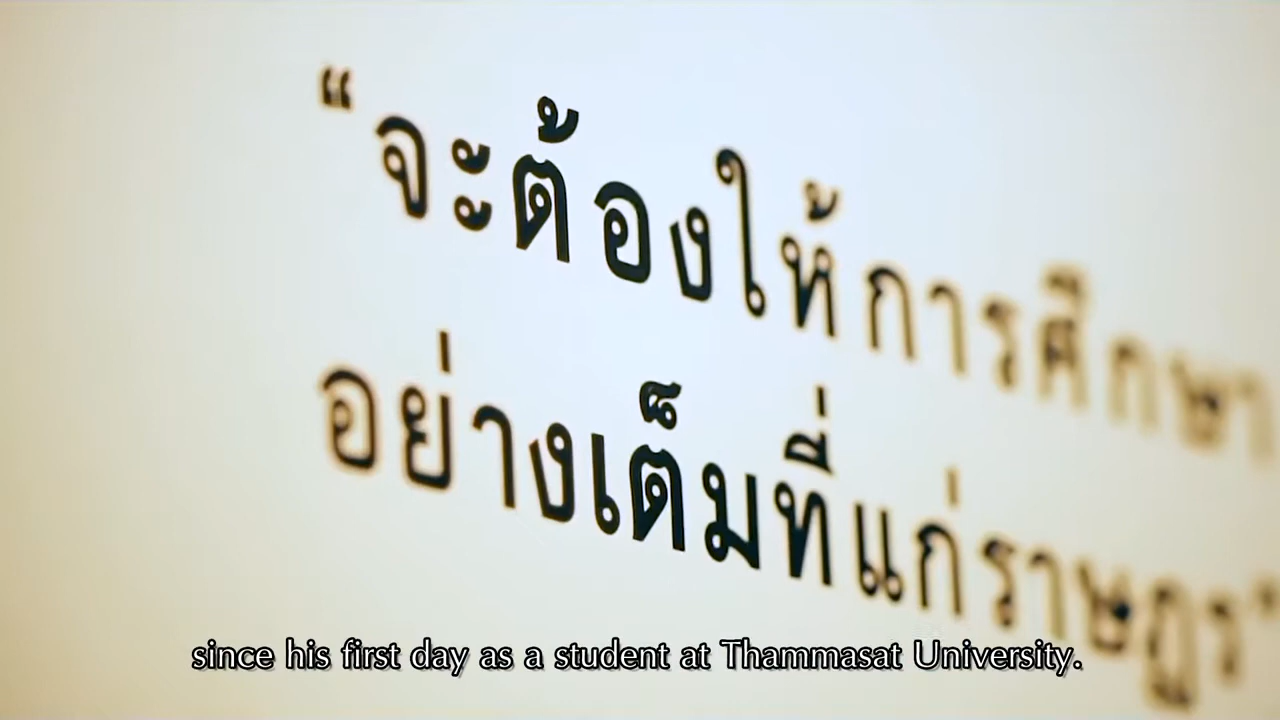 “จะต้องให้การศึกษา
อย่างเต็มที่แก่ราษฎร”
since his first day as a student at Thammasat University.